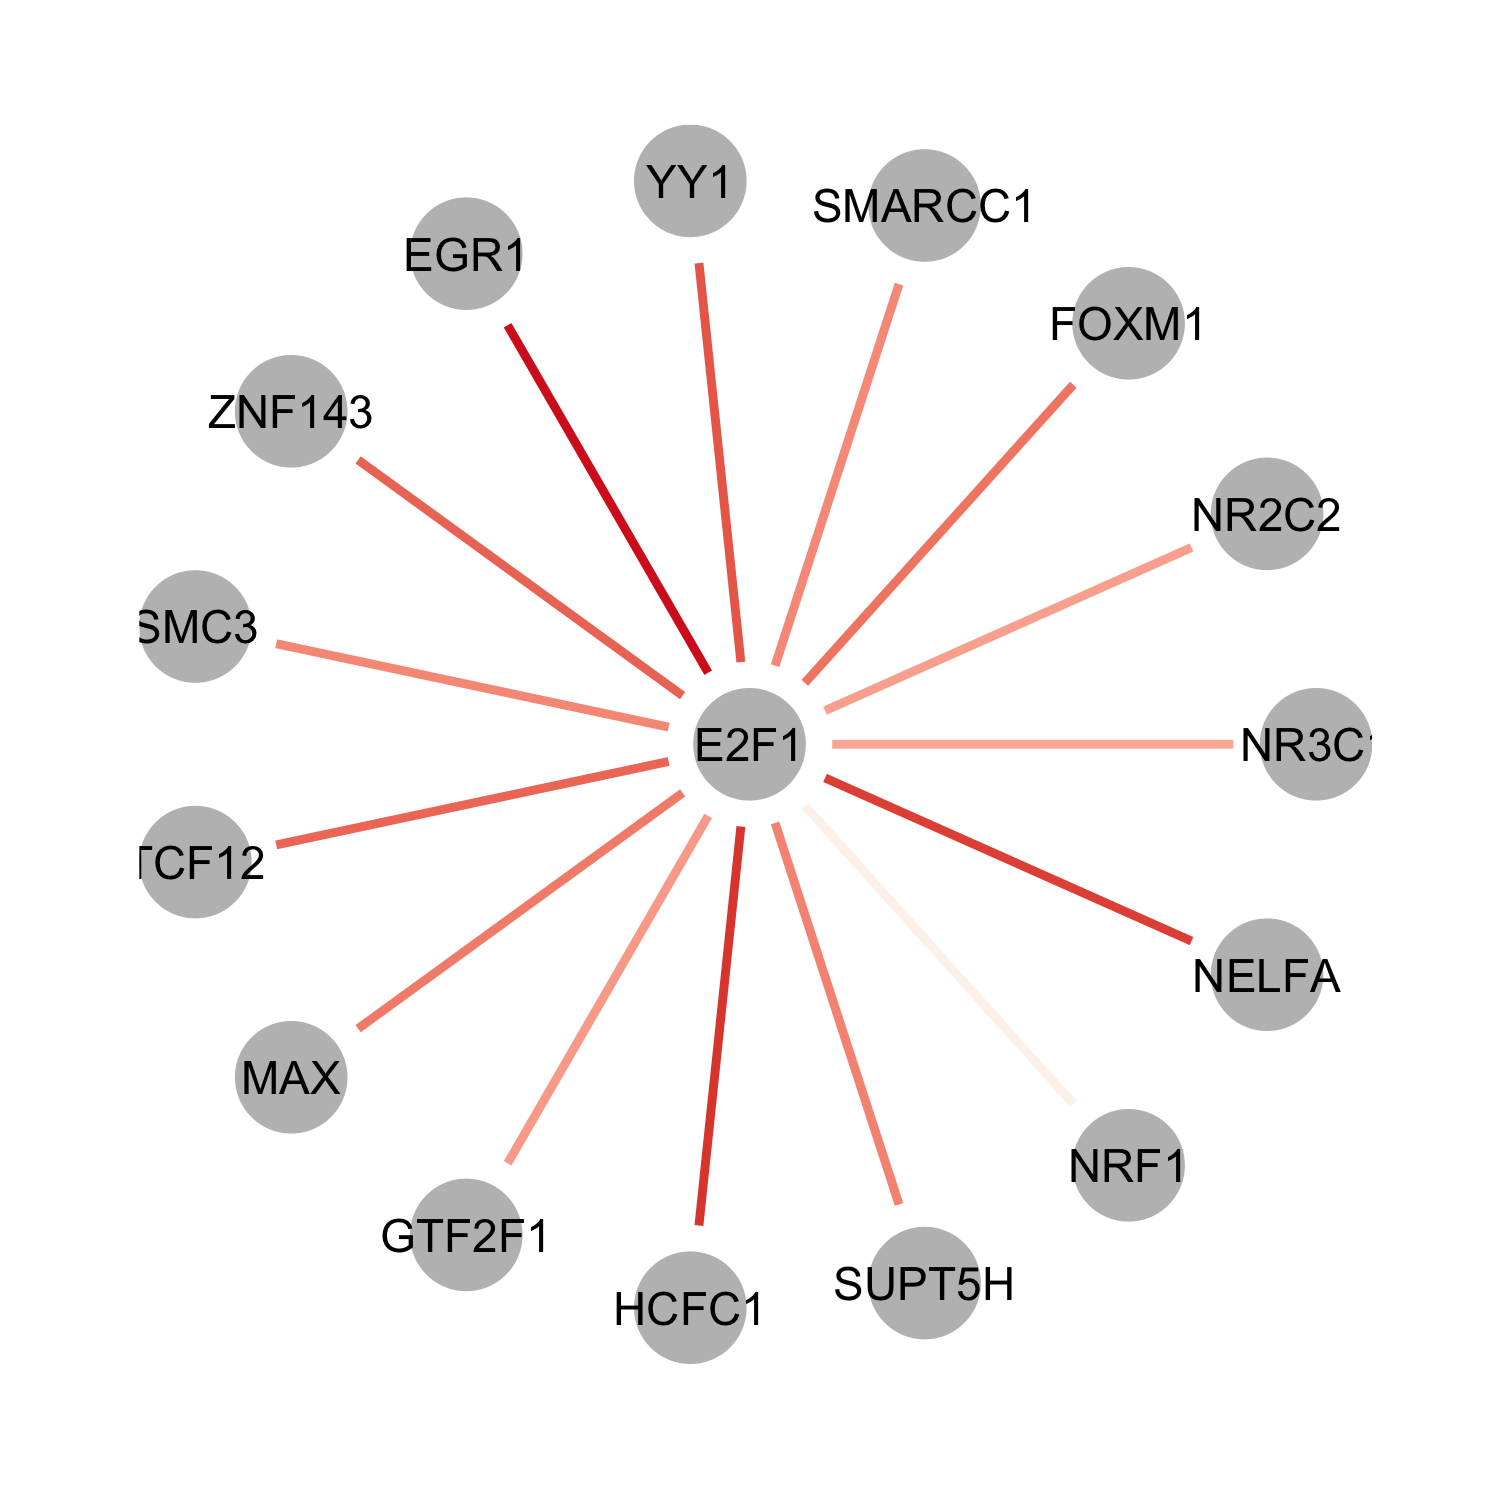 YY1
SMARCC1
EGR1
FOXM1
ZNF143
NR2C2
SMC3
E2F1
NR3C1
TCF12
NELFA
MAX
NRF1
GTF2F1
SUPT5H
HCFC1